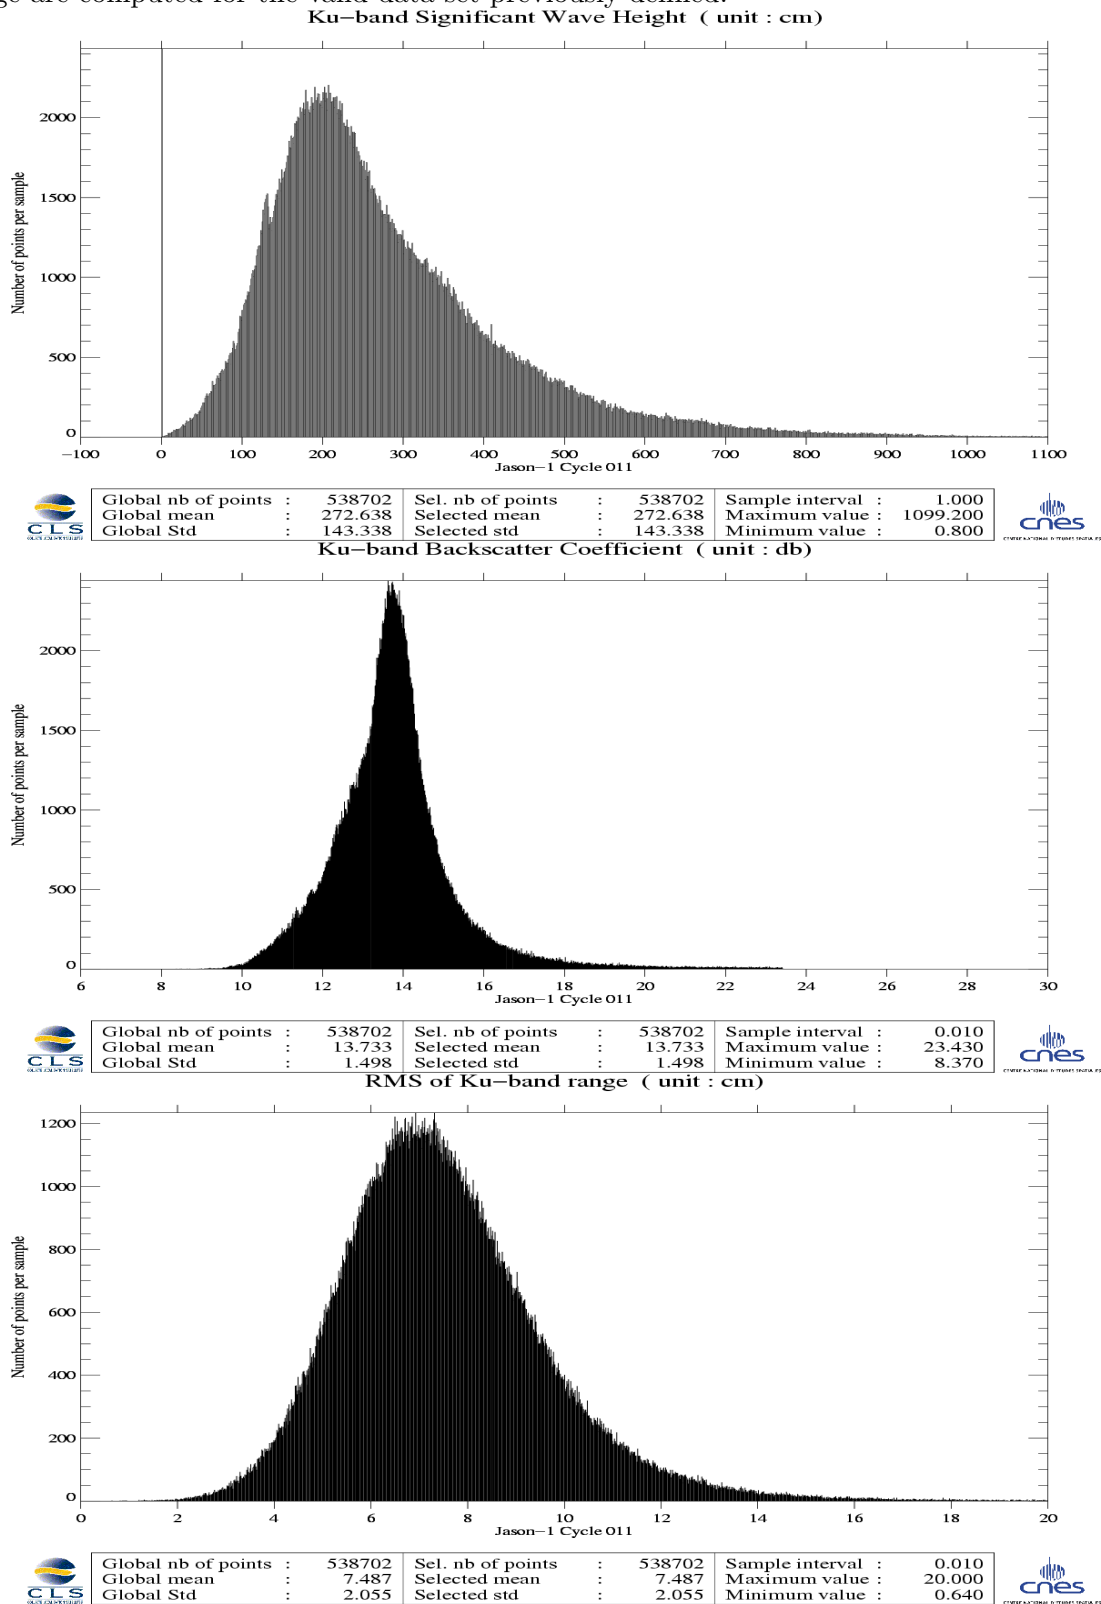 ge are computed for the valid data set previously defined.
Ku−band Significant Wave Height ( unit : cm)
Number of points per sample
2000
1500
1000
500
0
−100 0 100 200 300 400 500 600 700 800 900 1000 1100
Jason−1 Cycle 011
Global nb of points : 538702 Sel. nb of points : 538702 Sample interval : 1.000
Global mean : 272.638 Selected mean : 272.638 Maximum value : 1099.200
Global Std : 143.338 Selected std : 143.338 Minimum value : 0.800
CLS
cnes
Ku−band Backscatter Coefficient ( unit : db)
Number of points per sample
2000
1500
1000
500
0
6 8 10 12 14 16 18 20 22 24 26 28 30
Jason−1 Cycle 011
Global nb of points : 538702 Sel. nb of points : 538702 Sample interval : 0.010
Global mean : 13.733 Selected mean : 13.733 Maximum value : 23.430
Global Std : 1.498 Selected std : 1.498 Minimum value : 8.370
CLS
cnes
RMS of Ku−band range ( unit : cm)
Number of points per sample
1200
1000
800
600
400
200
0
0 2 4 6 8 10 12 14 16 18 20
Jason−1 Cycle 011
Global nb of points : 538702 Sel. nb of points : 538702 Sample interval : 0.010
Global mean : 7.487 Selected mean : 7.487 Maximum value : 20.000
Global Std : 2.055 Selected std : 2.055 Minimum value : 0.640
CLS
cnes